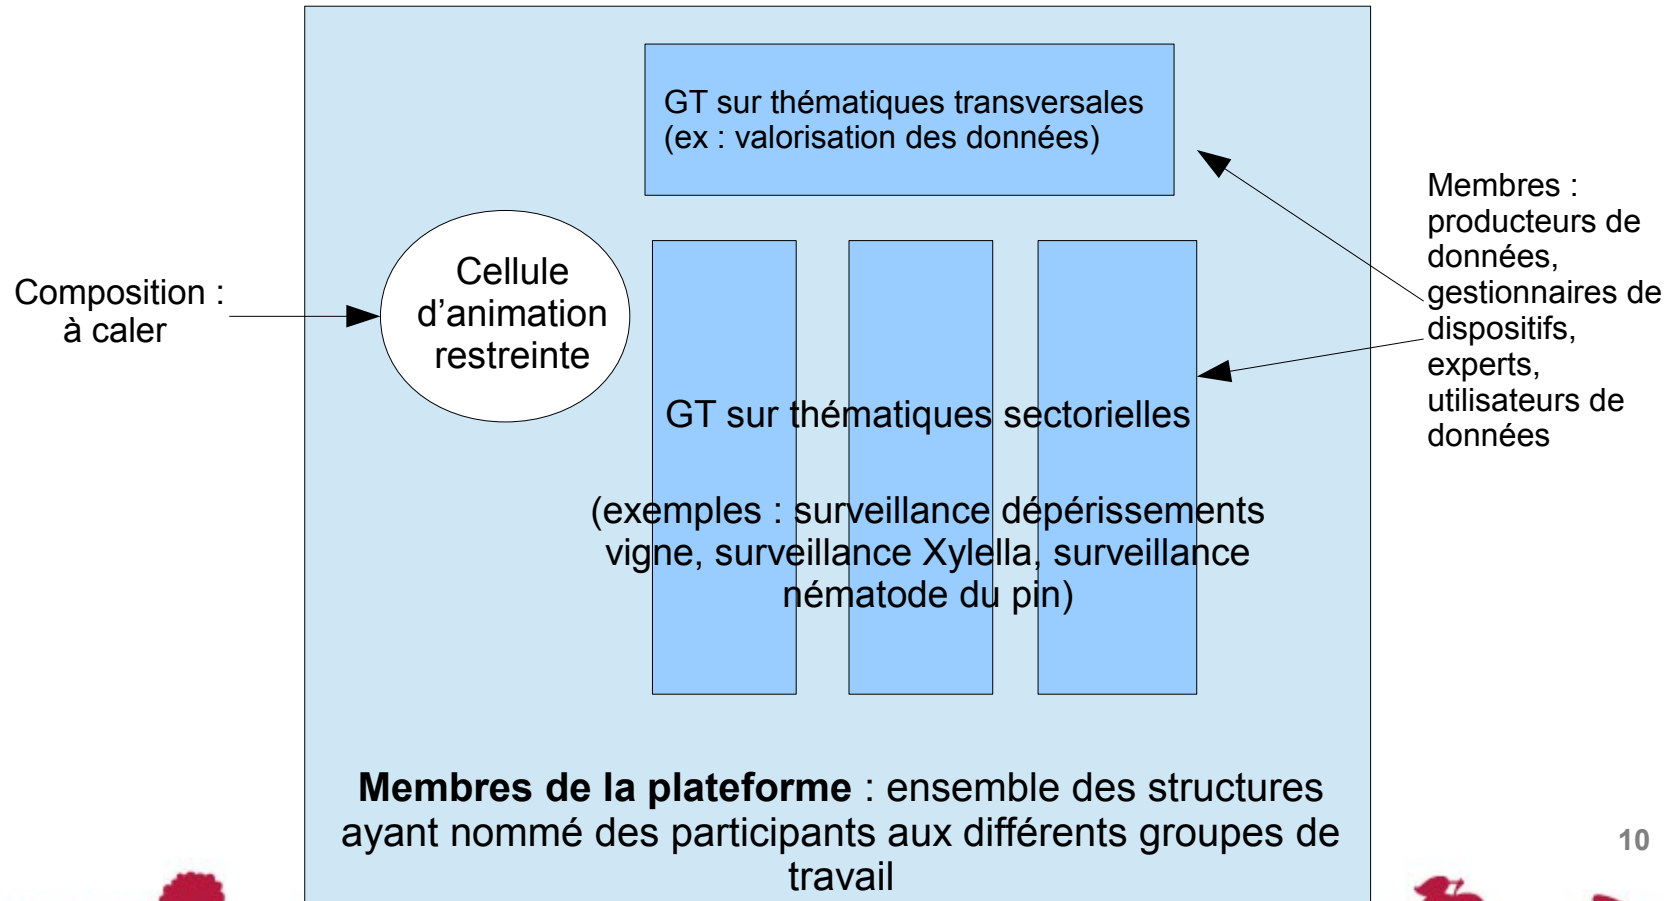 GT sur thématiques transversales
(ex : valorisation des données)
Composition :
à caler
Cellule
d’animation
restreinte
Membres :
producteurs de
données,
gestionnaires de
dispositifs,
experts,
utilisateurs de
données
GT sur thématiques sectorielles
(exemples : surveillance dépérissements
vigne, surveillance Xylella, surveillance
nématode du pin)
Membres de la plateforme : ensemble des structures
ayant nommé des participants aux différents groupes de
travail
10